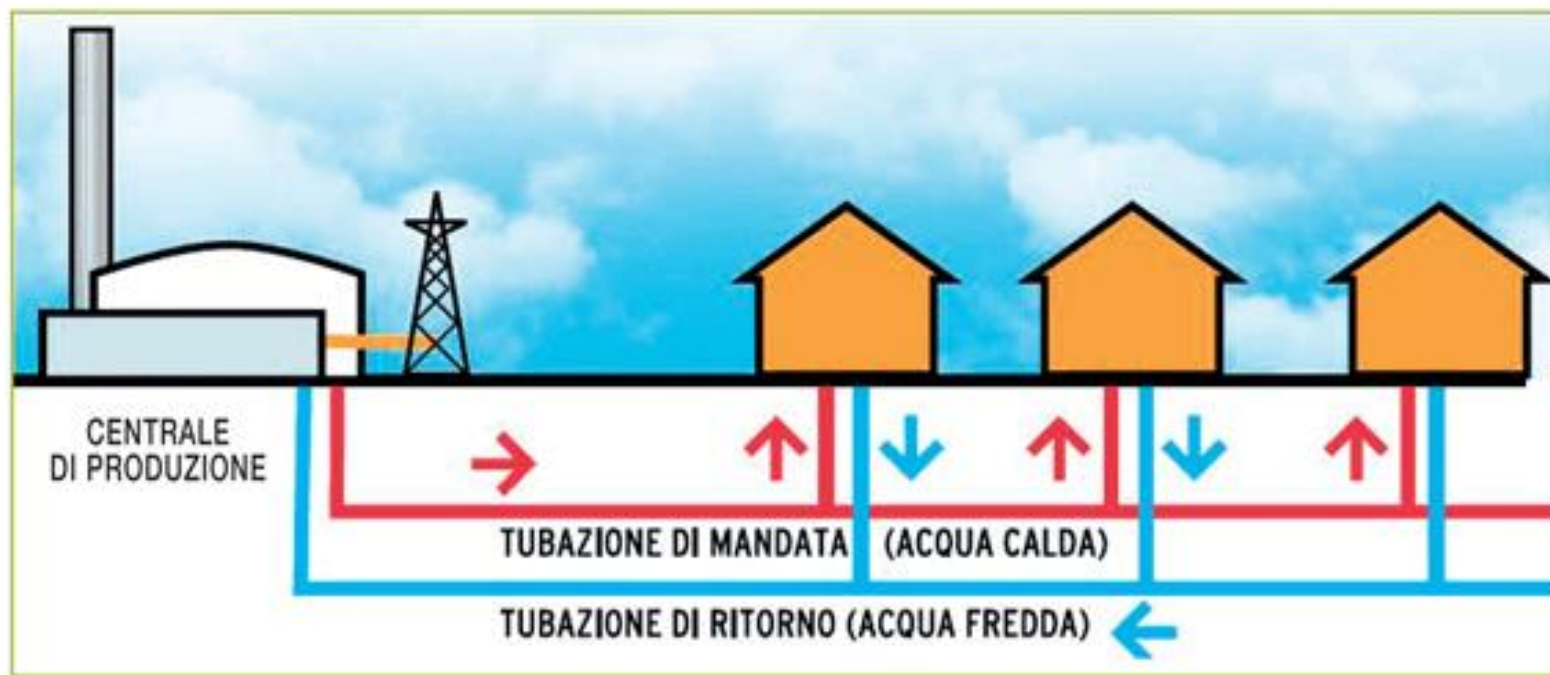 CENTRALE
DI PRODUZIONE
TUBAZIONE DI MANDATA (ACQUA CALDA)
TUBAZIONE DI RITORNO (ACQUA FREDDA)